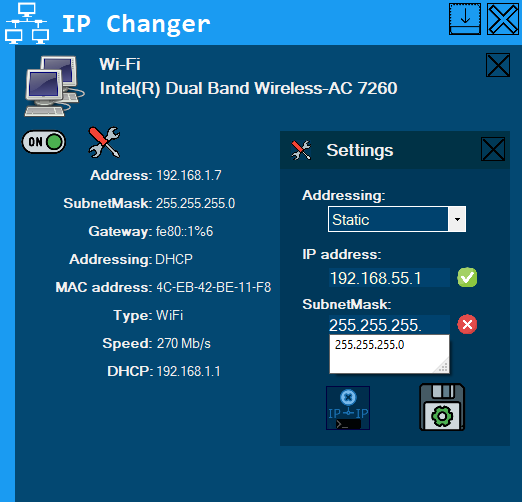 IP Changer
Wi-Fi
Intel(R) Dual Band Wireless-AC 7260
ON
Address: 192.168.1.7
SubnetMask: 255.255.255.0
Gateway: fe80::1%6
Addressing: DHCP
MAC address: 4C-EB-42-BE-11-F8
Type: WiFi
Speed: 270 Mb/s
DHCP: 192.168.1.1
Settings
Addressing:
Static
IP address:
192.168.55.1
SubnetMask:
255.255.255.
255.255.255.0
IP IP
>_